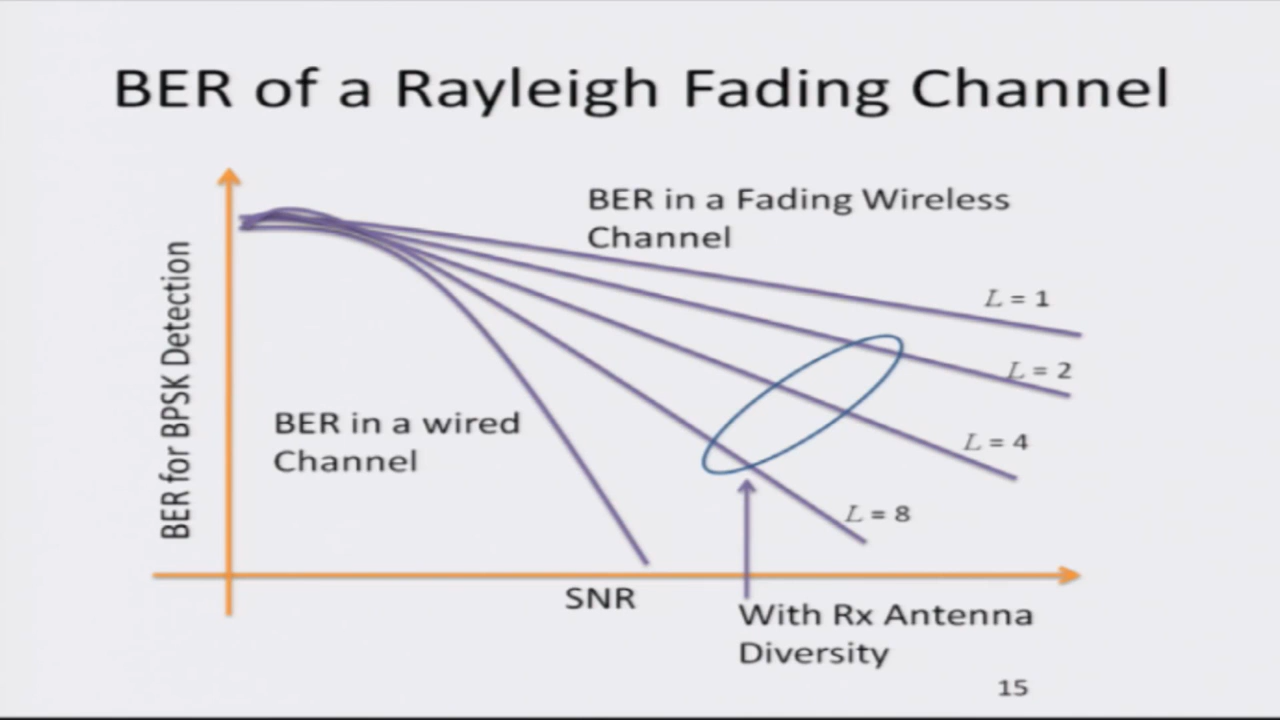 BER of a Rayleigh Fading Channel
BER in a Fading Wireless
Channel
BER for BPSK Detection
L = 1
L = 2
BER in a wired
Channel
L = 4
L = 8
SNR
With Rx Antenna
Diversity
15